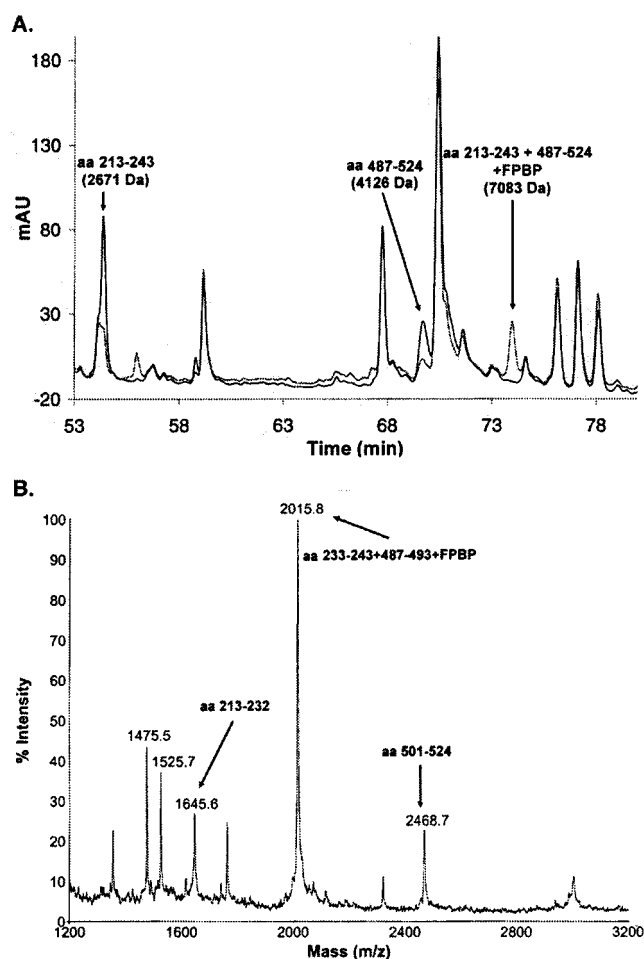 A.
180
130
80
30
-20
mAU
aa 213-243
(2671 Da)
aa 487-524
(4126 Da)
aa 213-243 + 487-524
+FPBP
(7083 Da)
53
58
63
68
73
78
Time (min)
B.
2015.8
100
90
80
70
60
50
40
30
20
10
0
% Intensity
aa 233-243+487-493+FPBP
aa 213-232
1475.5
1525.7
1645.6
aa 501-524
2468.7
1200
1600
2000
2400
2800
3200
Mass (m/z)